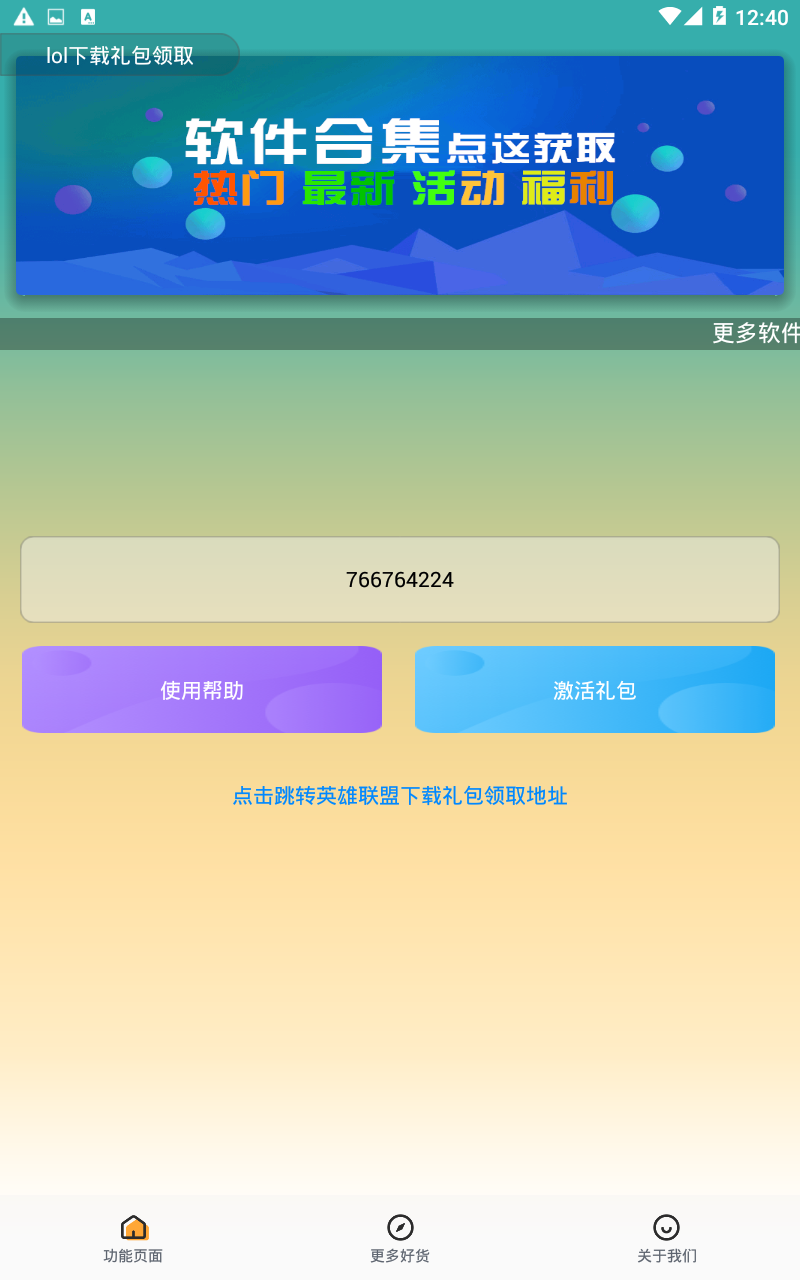 12:40
lol下载礼包领取
软件合集点这获取
热门 最新 活动 福利
更多软件
766764224
使用帮助
激活礼包
点击跳转英雄联盟下载礼包领取地址
功能页面
更多好货
关于我们